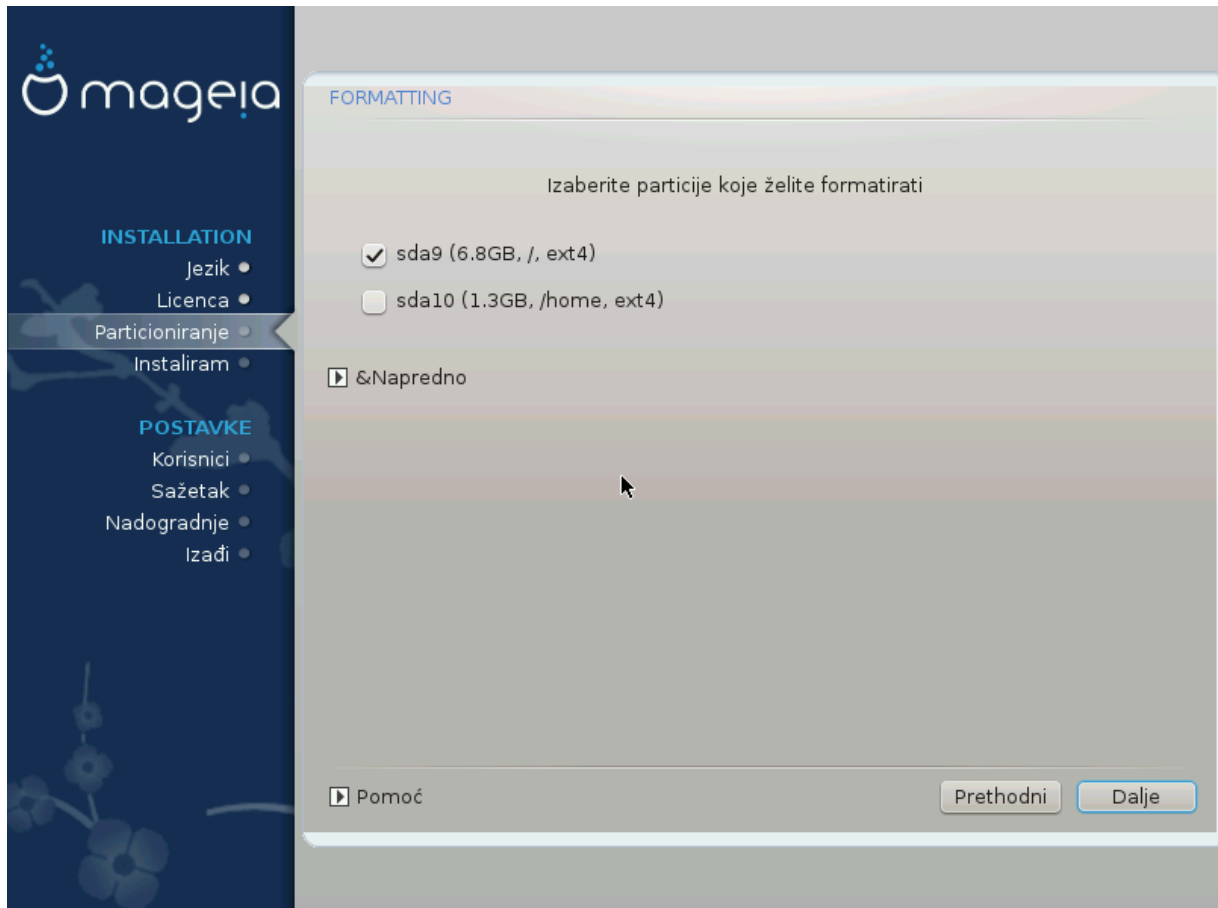 mageia
INSTALLATION
Jezik
Licenca
Particioniranje
Instaliram
POSTAVKE
Korisnici
Sažetak
Nadogradnje
Izađi
FORMATTING
Izaberite particije koje želite formatirati
sda9 (6.8GB, /, ext4)
sda10 (1.3GB, /home, ext4)
&Napredno
Pomoć
Prethodni
Dalje